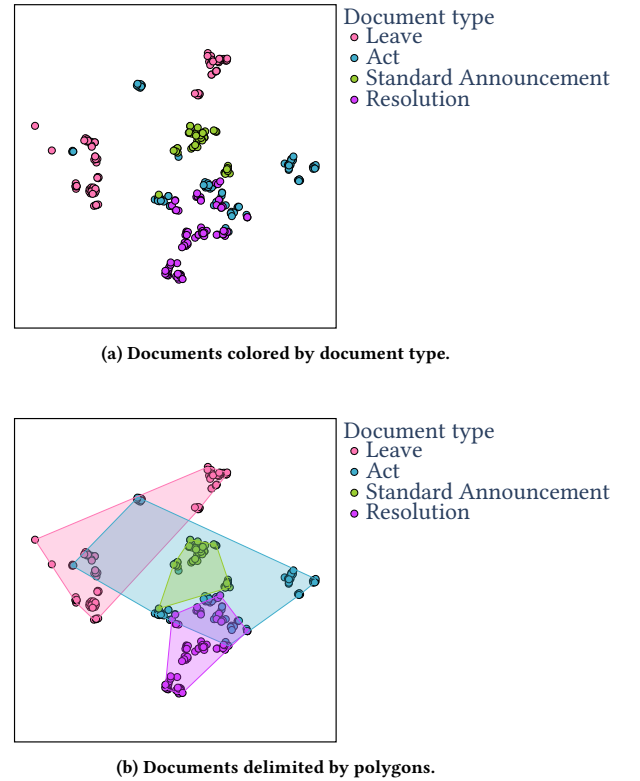 Document type
Leave
Act
Standard Announcement
Resolution
(a) Documents colored by document type.
Document type
Leave
Act
Standard Announcement
Resolution
(b) Documents delimited by polygons.